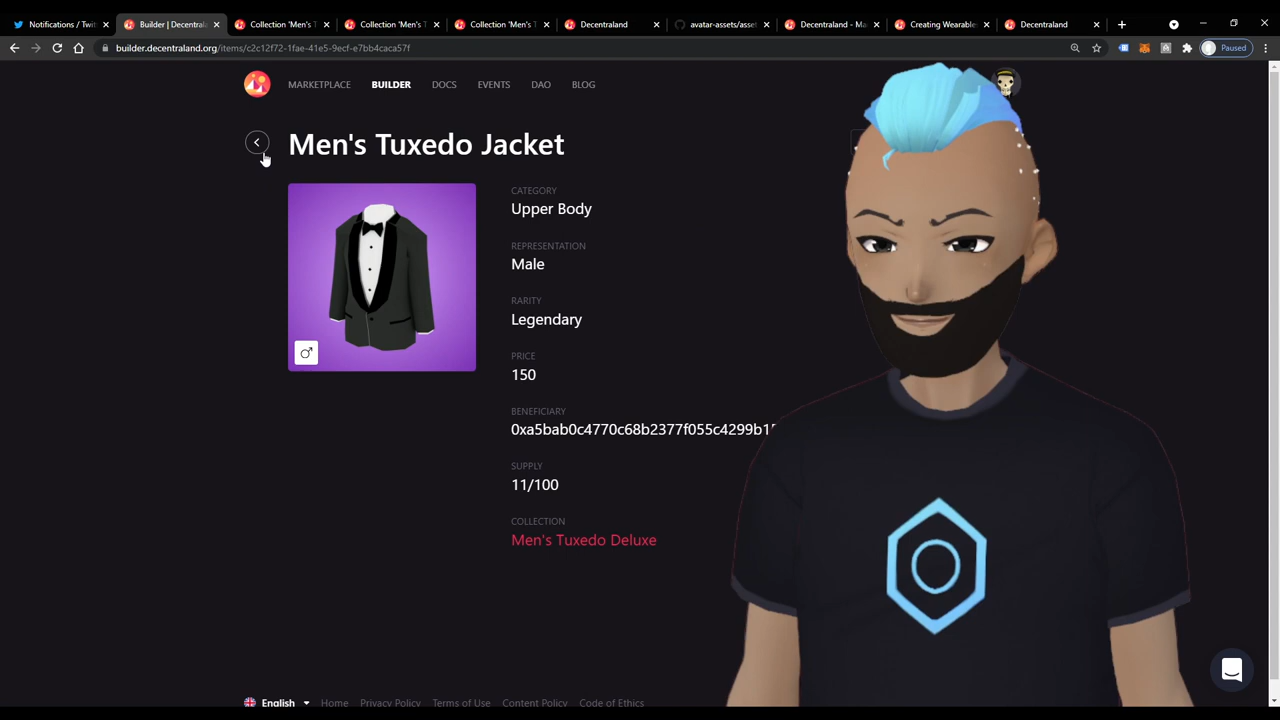 Notifications / Twit
Builder | Decentral
Collection 'Men's T
Collection 'Men's T
Collection 'Men's T
Decentraland
avatar-assets/asse
Decentraland - Ma
Creating Wearable
Decentraland
builder.decentraland.org/items/c2c12f72-1fae-41e5-9ecf-e7bb4caca57f
Paused
MARKETPLACE BUILDER DOCS EVENTS DAO BLOG
Men's Tuxedo Jacket
CATEGORY
Upper Body
REPRESENTATION
Male
RARITY
Legendary
PRICE
150
BENEFICIARY
0xa5bab0c4770c68b2377f055c4299b1
SUPPLY
11/100
COLLECTION
Men's Tuxedo Deluxe
English Home Privacy Policy Terms of Use Content Policy Code of Ethics